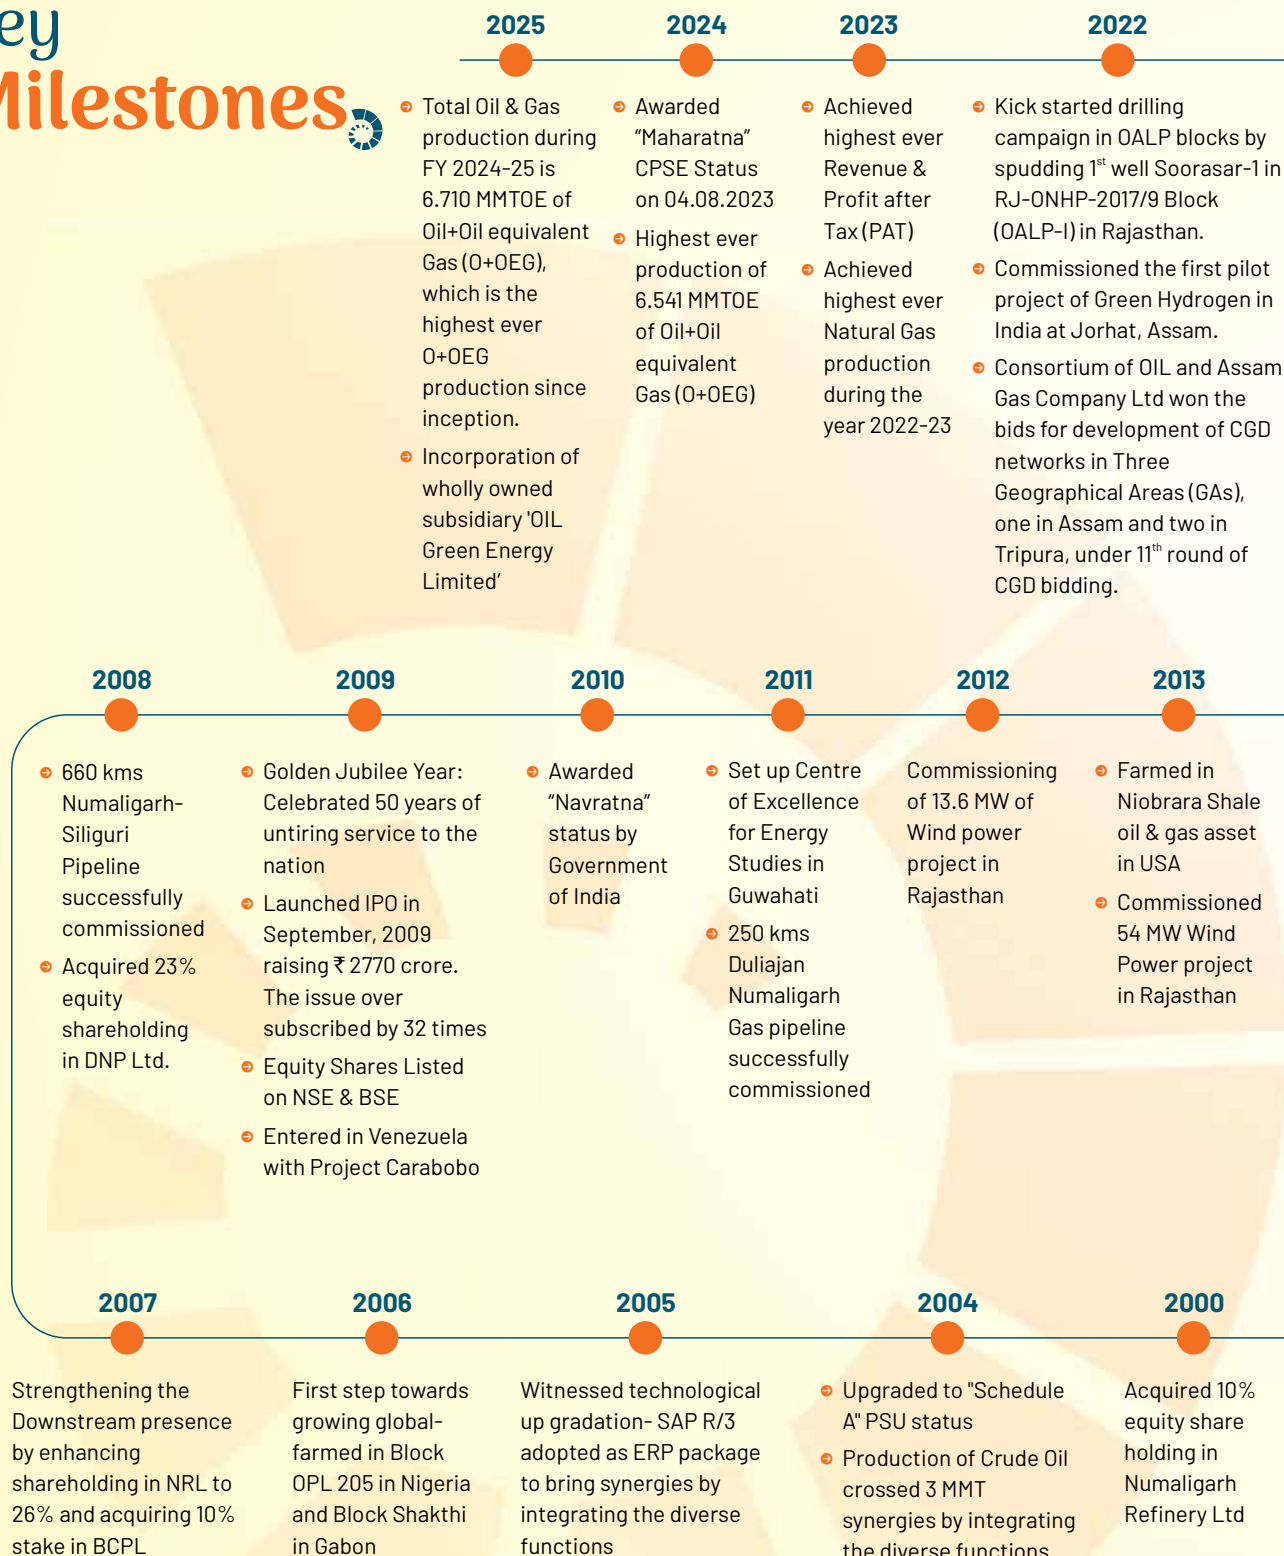 ey
Milestones
2025
Total Oil & Gas
production during
FY 2024-25 is
6.710 MMTOE of
Oil+Oil equivalent
Gas (O+OEG),
which is the
highest ever
O+OEG
production since
inception.
Incorporation of
wholly owned
subsidiary 'OIL
Green Energy
Limited’
2024
Awarded
“Maharatna”
CPSE Status
on 04.08.2023
Highest ever
production of
6.541 MMTOE
of Oil+Oil
equivalent
Gas (O+OEG)
2023
Achieved
highest ever
Revenue &
Profit after
Tax (PAT)
Achieved
highest ever
Natural Gas
production
during the
year 2022-23
2022
Kick started drilling
campaign in OALP blocks by
spudding 1st well Soorasar-1 in
RJ-ONHP-2017/9 Block
(OALP-I) in Rajasthan.
Commissioned the first pilot
project of Green Hydrogen in
India at Jorhat, Assam.
Consortium of OIL and Assam
Gas Company Ltd won the
bids for development of CGD
networks in Three
Geographical Areas (GAs),
one in Assam and two in
Tripura, under 11th round of
CGD bidding.
2008
660 kms
Numaligarh-
Siliguri
Pipeline
successfully
commissioned
Acquired 23%
equity
shareholding
in DNP Ltd.
2009
Golden Jubilee Year:
Celebrated 50 years of
untiring service to the
nation
Launched IPO in
September, 2009
raising ₹ 2770 crore.
The issue over
subscribed by 32 times
Equity Shares Listed
on NSE & BSE
Entered in Venezuela
with Project Carabobo
2010
Awarded
“Navratna”
status by
Government
of India
2011
Set up Centre
of Excellence
for Energy
Studies in
Guwahati
250 kms
Duliajan
Numaligarh
Gas pipeline
successfully
commissioned
2012
Commissioning
of 13.6 MW of
Wind power
project in
Rajasthan
2013
Farmed in
Niobrara Shale
oil & gas asset
in USA
Commissioned
54 MW Wind
Power project
in Rajasthan
2007
Strengthening the
Downstream presence
by enhancing
shareholding in NRL to
26% and acquiring 10%
stake in BCPL
2006
First step towards
growing global-
farmed in Block
OPL 205 in Nigeria
and Block Shakthi
in Gabon
2005
Witnessed technological
up gradation- SAP R/3
adopted as ERP package
to bring synergies by
integrating the diverse
functions
2004
Upgraded to "Schedule
A" PSU status
Production of Crude Oil
crossed 3 MMT
synergies by integrating
the diverse functions
2000
Acquired 10%
equity share
holding in
Numaligarh
Refinery Ltd